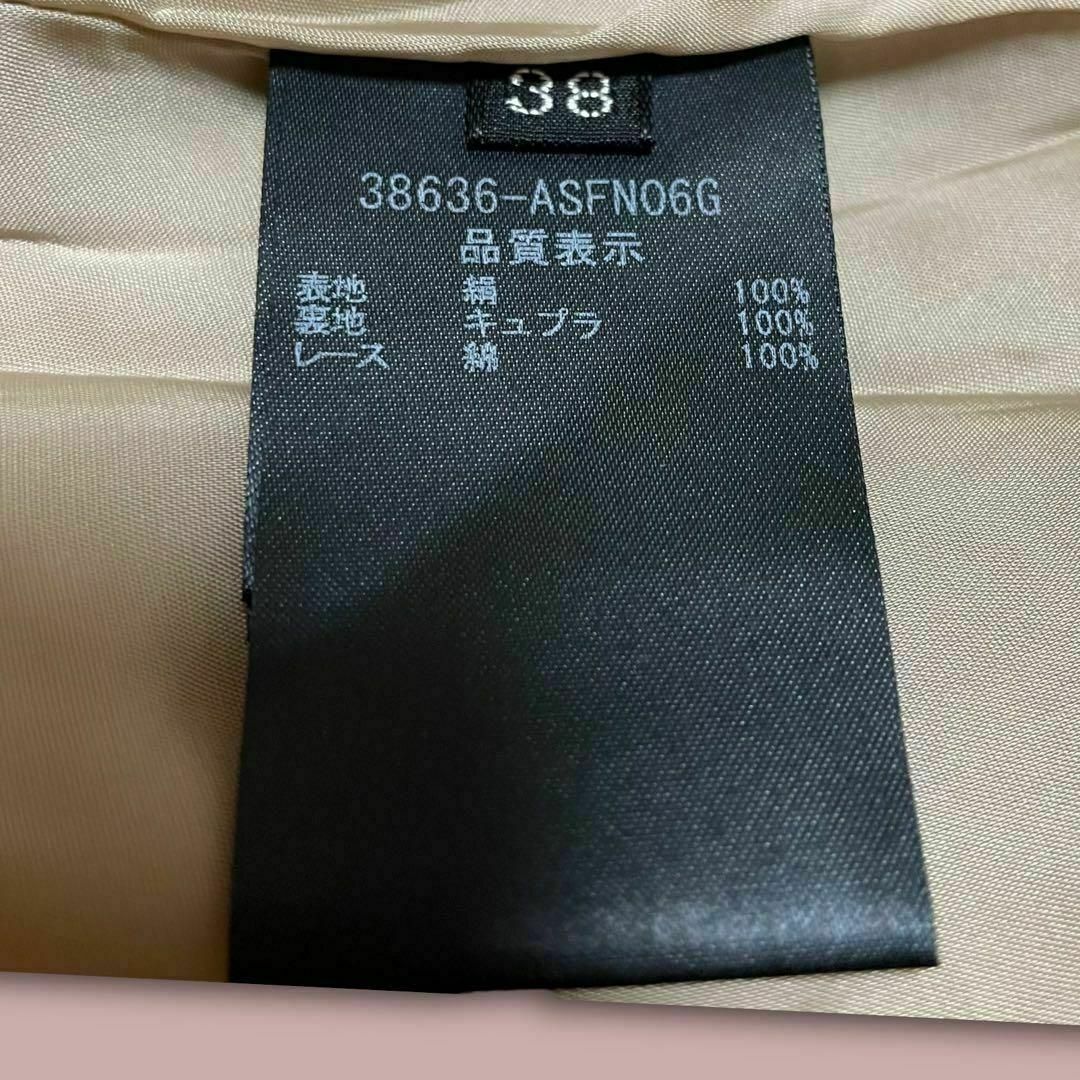 38
38636-ASFN06G
品質表示
表地 絹 100%
裏地 キュプラ 100%
レース 綿 100%